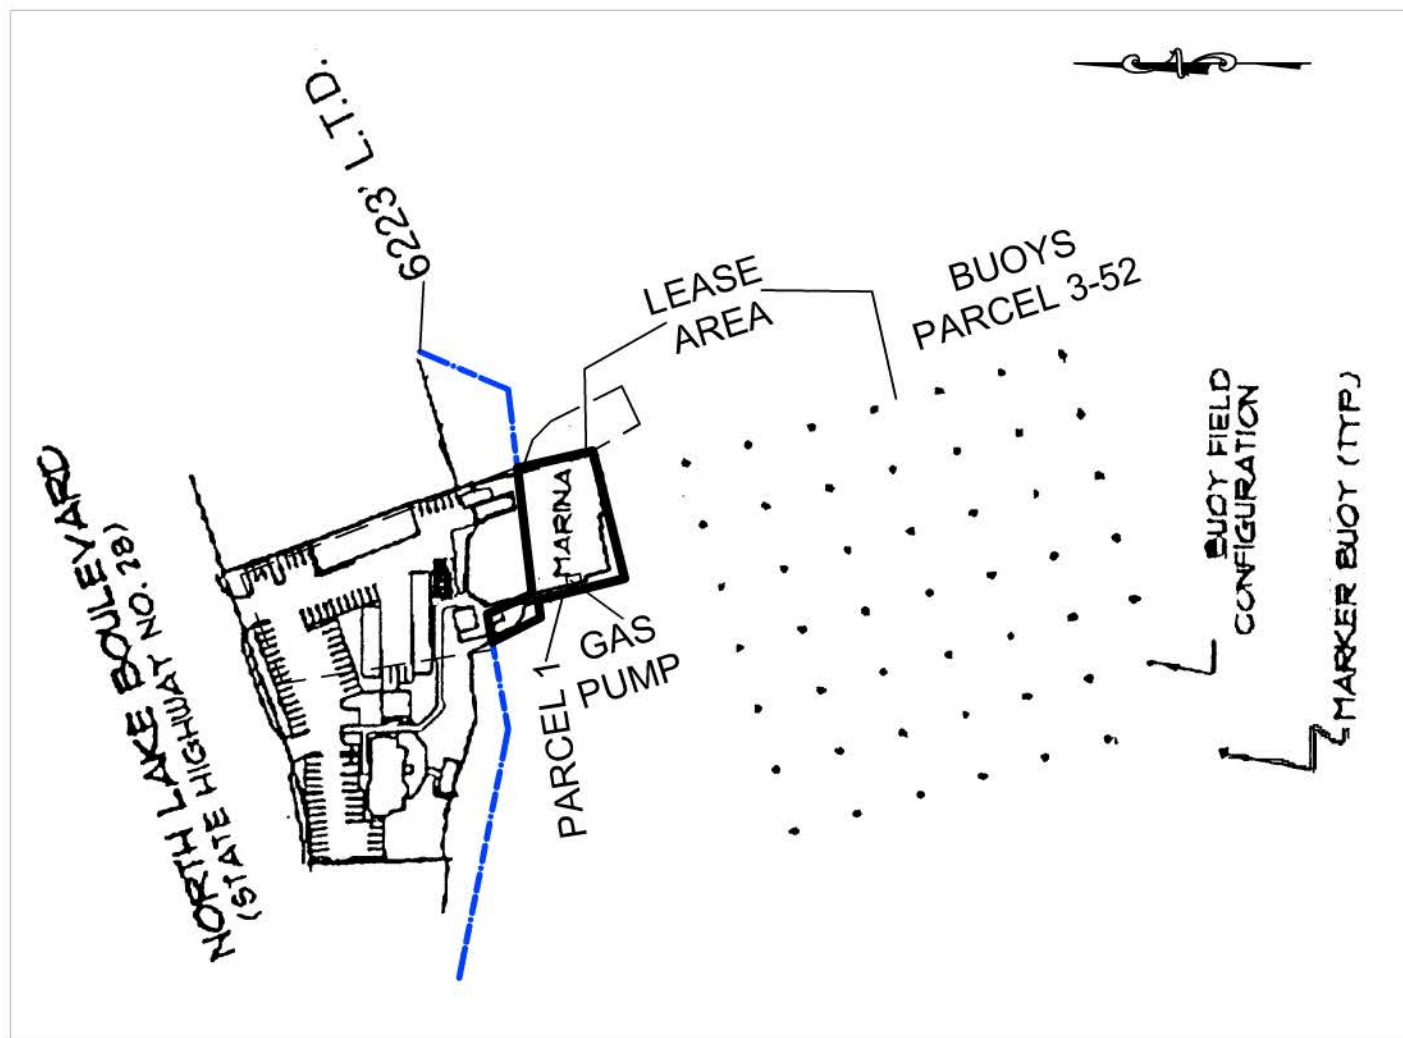 6223' L.T.D.
NORTH LAKE BOULEVARD
(STATE HIGHWAY NO. 28)
LEASE
AREA
BUOYS
PARCEL 3-52
MARINA
PARCEL 1
GAS
PUMP
BUOY FIELD
CONFIGURATION
MARKER BUOY (TYP.)